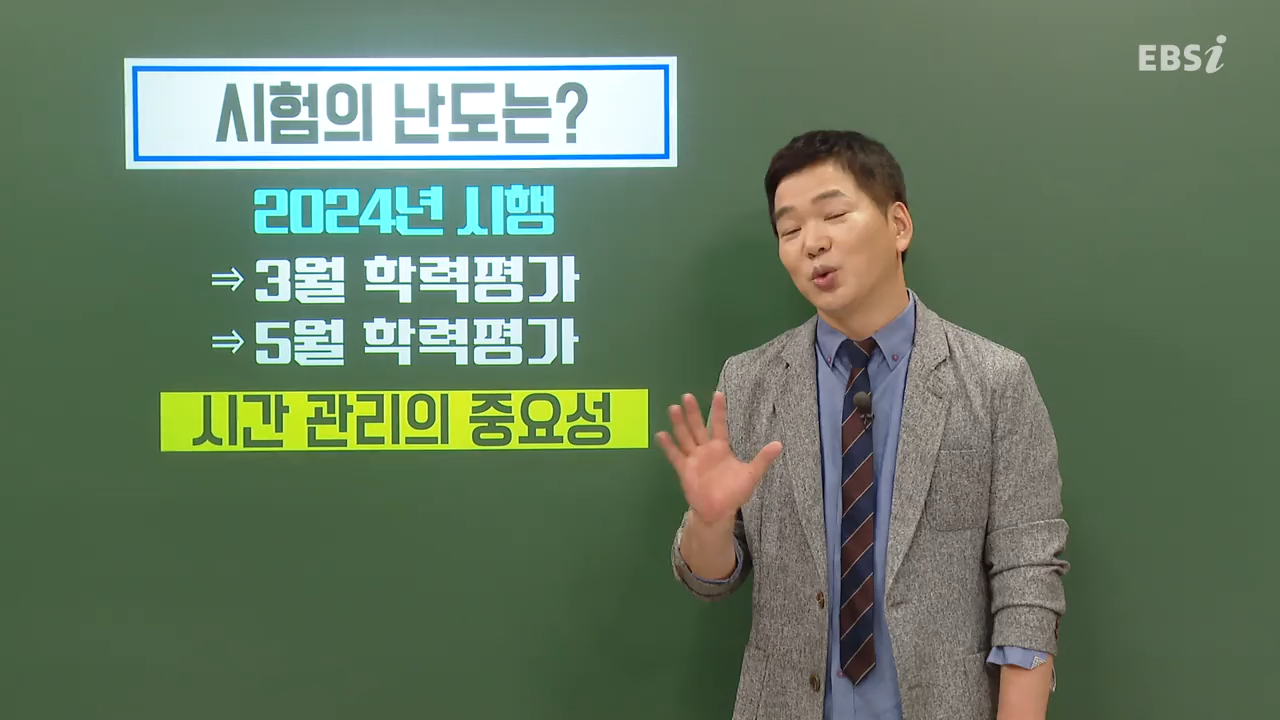 EBSi
시험의 난도는?
2024년 시행
⇒ 3월 학력평가
⇒ 5월 학력평가
시간 관리의 중요성